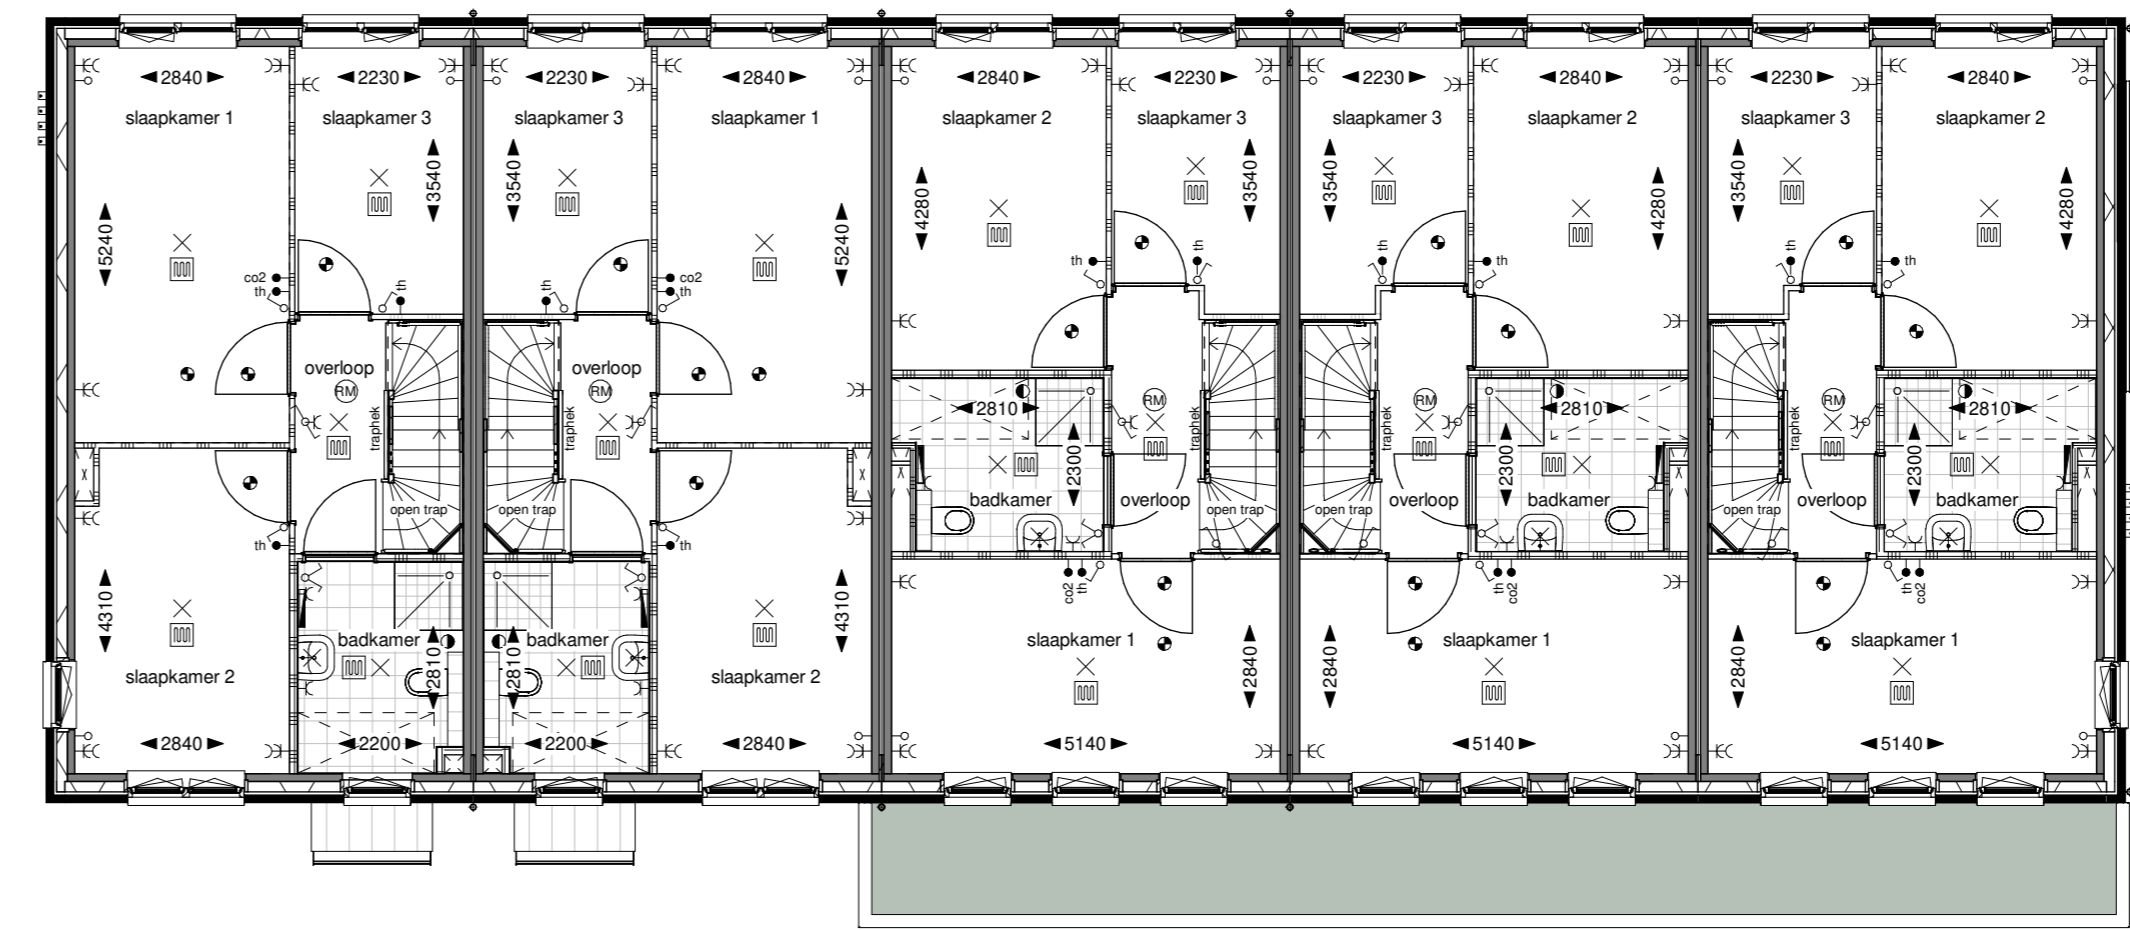 2840 2230 2230 2840 2840 2230 2230 2840 2230 2840
slaapkamer 1 slaapkamer 3 slaapkamer 3 slaapkamer 1 slaapkamer 2 slaapkamer 3 slaapkamer 3 slaapkamer 2 slaapkamer 3 slaapkamer 2
3540 3540 3540 3540 3540
4280 4280 4280
5240 5240
th th th th th th
co2 co2
th th th th
overloop overloop
RM RM RM RM RM
traphek traphek traphek traphek traphek
2810 2810 2810
2300 2300 2300
badkamer overloop overloop badkamer overloop badkamer
open trap open trap open trap open trap open trap
th th
th co2 th co2 th co2
4310 4310
badkamer badkamer slaapkamer 1 slaapkamer 1 slaapkamer 1
2810 2810 2840 2840 2840
slaapkamer 2 slaapkamer 2
2840 2200 2200 2840 5140 5140 5140